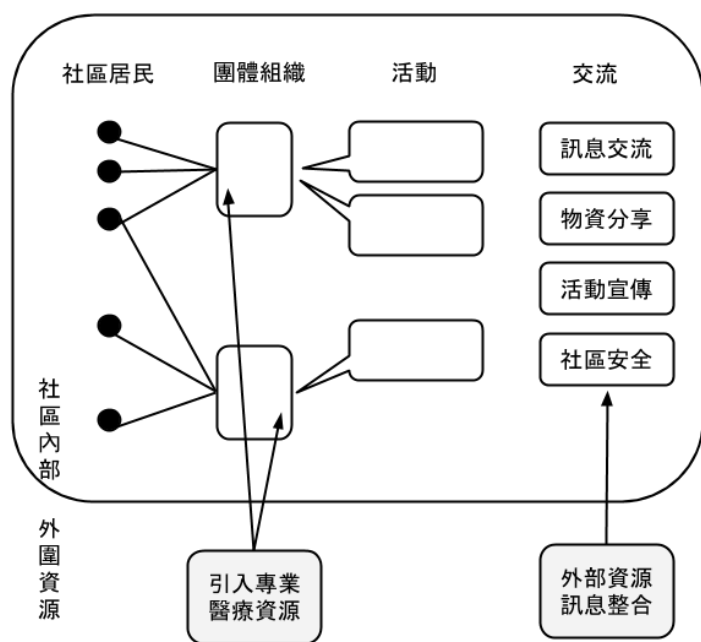 社區居民
團體組織
活動
交流
訊息交流
物資分享
活動宣傳
社區安全
社區內部
外圍資源
引入專業
醫療資源
外部資源
訊息整合